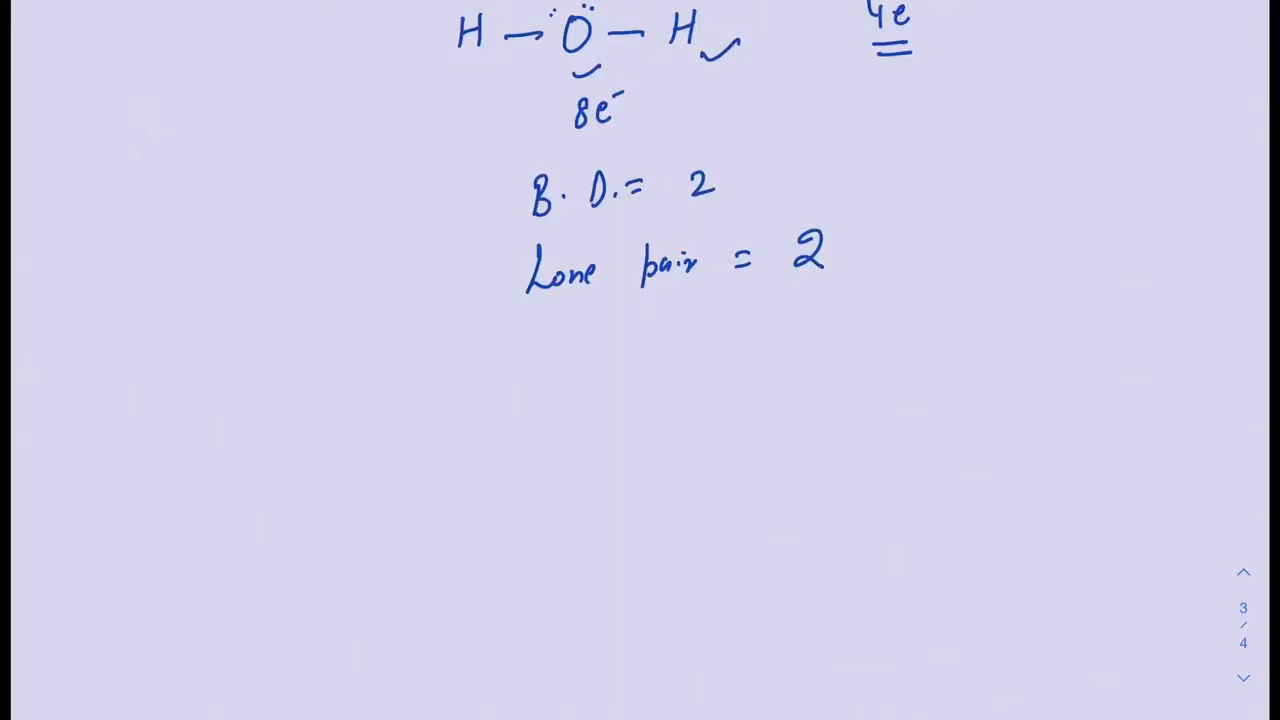 H — Ö — H 4e
8e⁻
B. D. = 2
Lone pair = 2
3
/
4